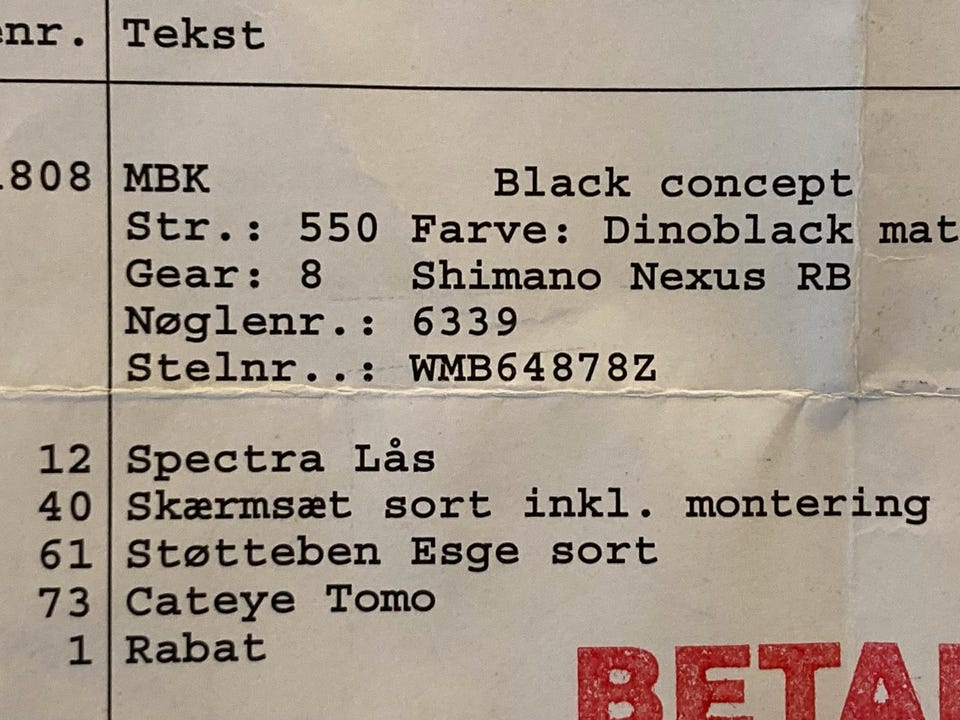 Tekst
808 MBK Black concept
Str.: 550 Farve: Dinoblack mat
Gear: 8 Shimano Nexus RB
Nøglenr.: 6339
Stelnr..: WMB64878Z
12 Spectra Lås
40 Skærmsæt sort inkl. montering
61 Støtteben Esge sort
73 Cateye Tomo
1 Rabat